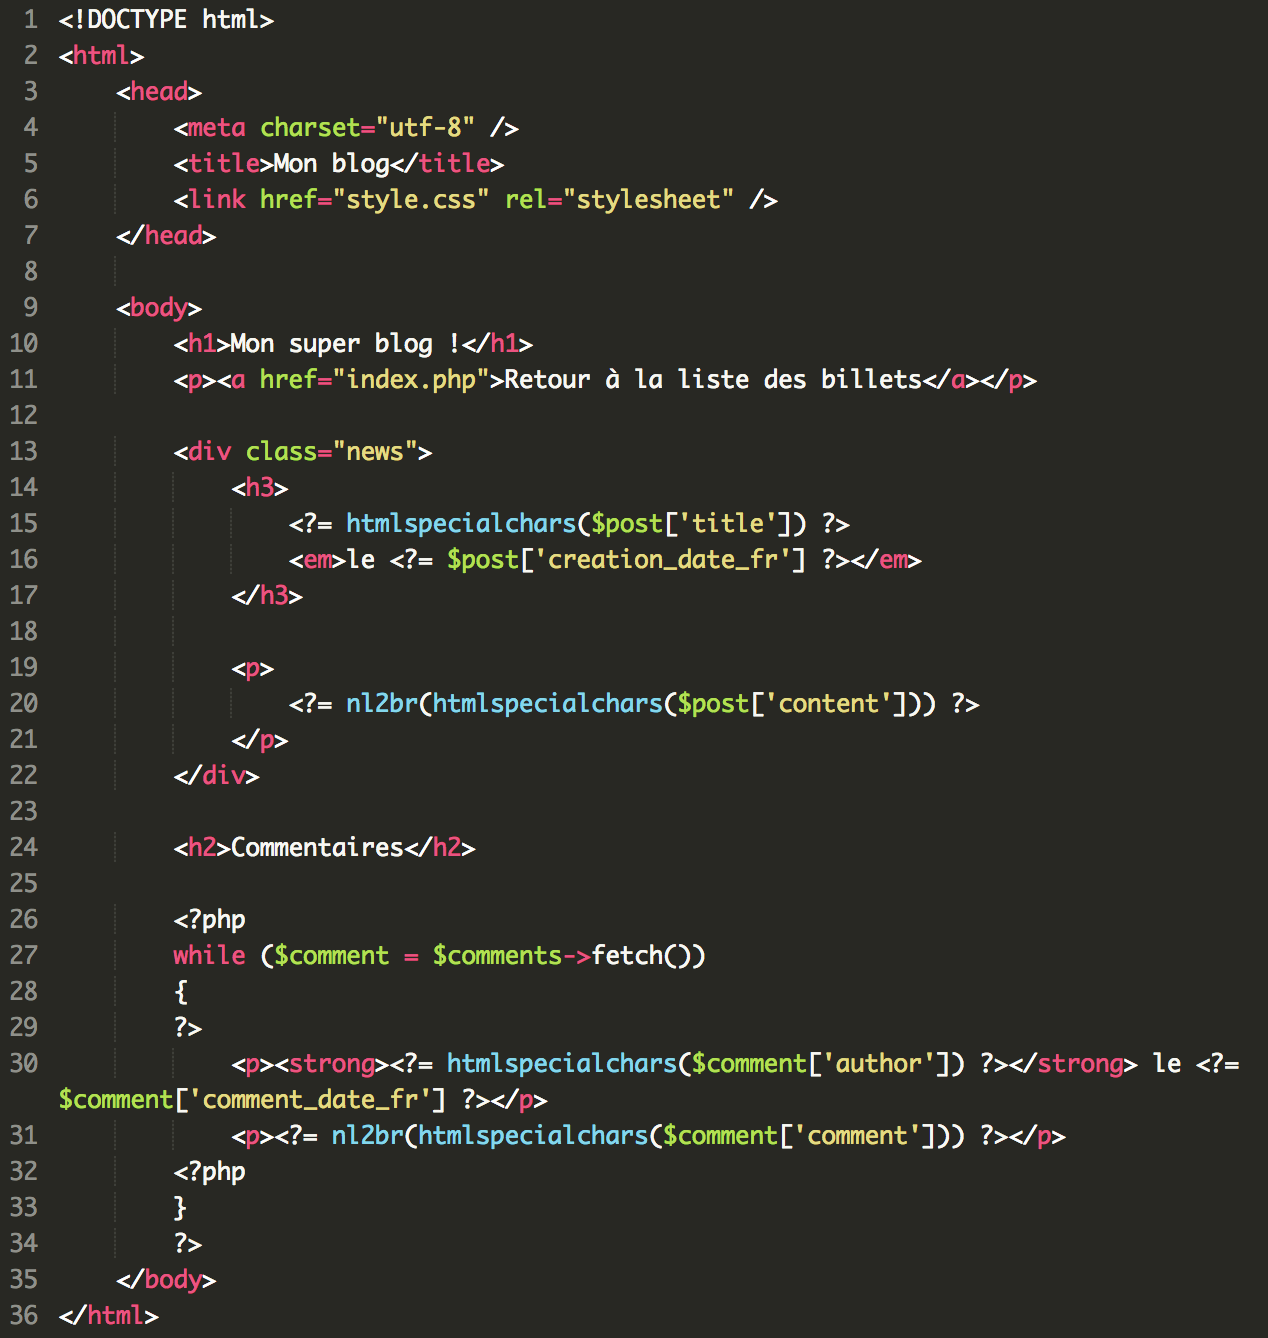 1 <!DOCTYPE html>
2 <html>
3     <head>
4         <meta charset="utf-8" />
5         <title>Mon blog</title>
6         <link href="style.css" rel="stylesheet" />
7     </head>
8
9     <body>
10         <h1>Mon super blog !</h1>
11         <p><a href="index.php">Retour à la liste des billets</a></p>
12
13         <div class="news">
14             <h3>
15                 <?= htmlspecialchars($post['title']) ?>
16                 <em>le <?= $post['creation_date_fr'] ?></em>
17             </h3>
18
19             <p>
20                 <?= nl2br(htmlspecialchars($post['content'])) ?>
21             </p>
22         </div>
23
24         <h2>Commentaires</h2>
25
26         <?php
27         while ($comment = $comments->fetch())
28         {
29         ?>
30             <p><strong><?= htmlspecialchars($comment['author']) ?></strong> le <?=
$comment['comment_date_fr'] ?></p>
31             <p><?= nl2br(htmlspecialchars($comment['comment'])) ?></p>
32         <?php
33         }
34         ?>
35     </body>
36 </html>